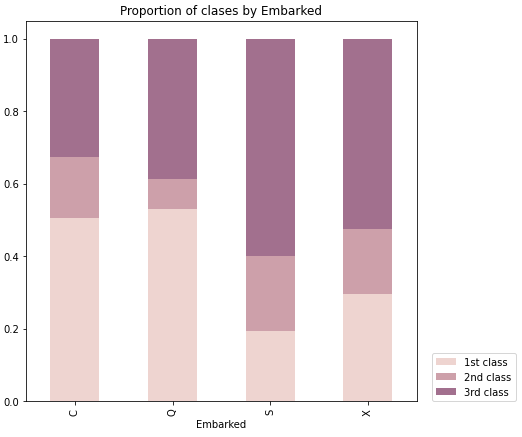 Proportion of clases by Embarked
1.0
0.8
0.6
0.4
0.2
0.0
C
Q
S
X
Embarked
1st class
2nd class
3rd class